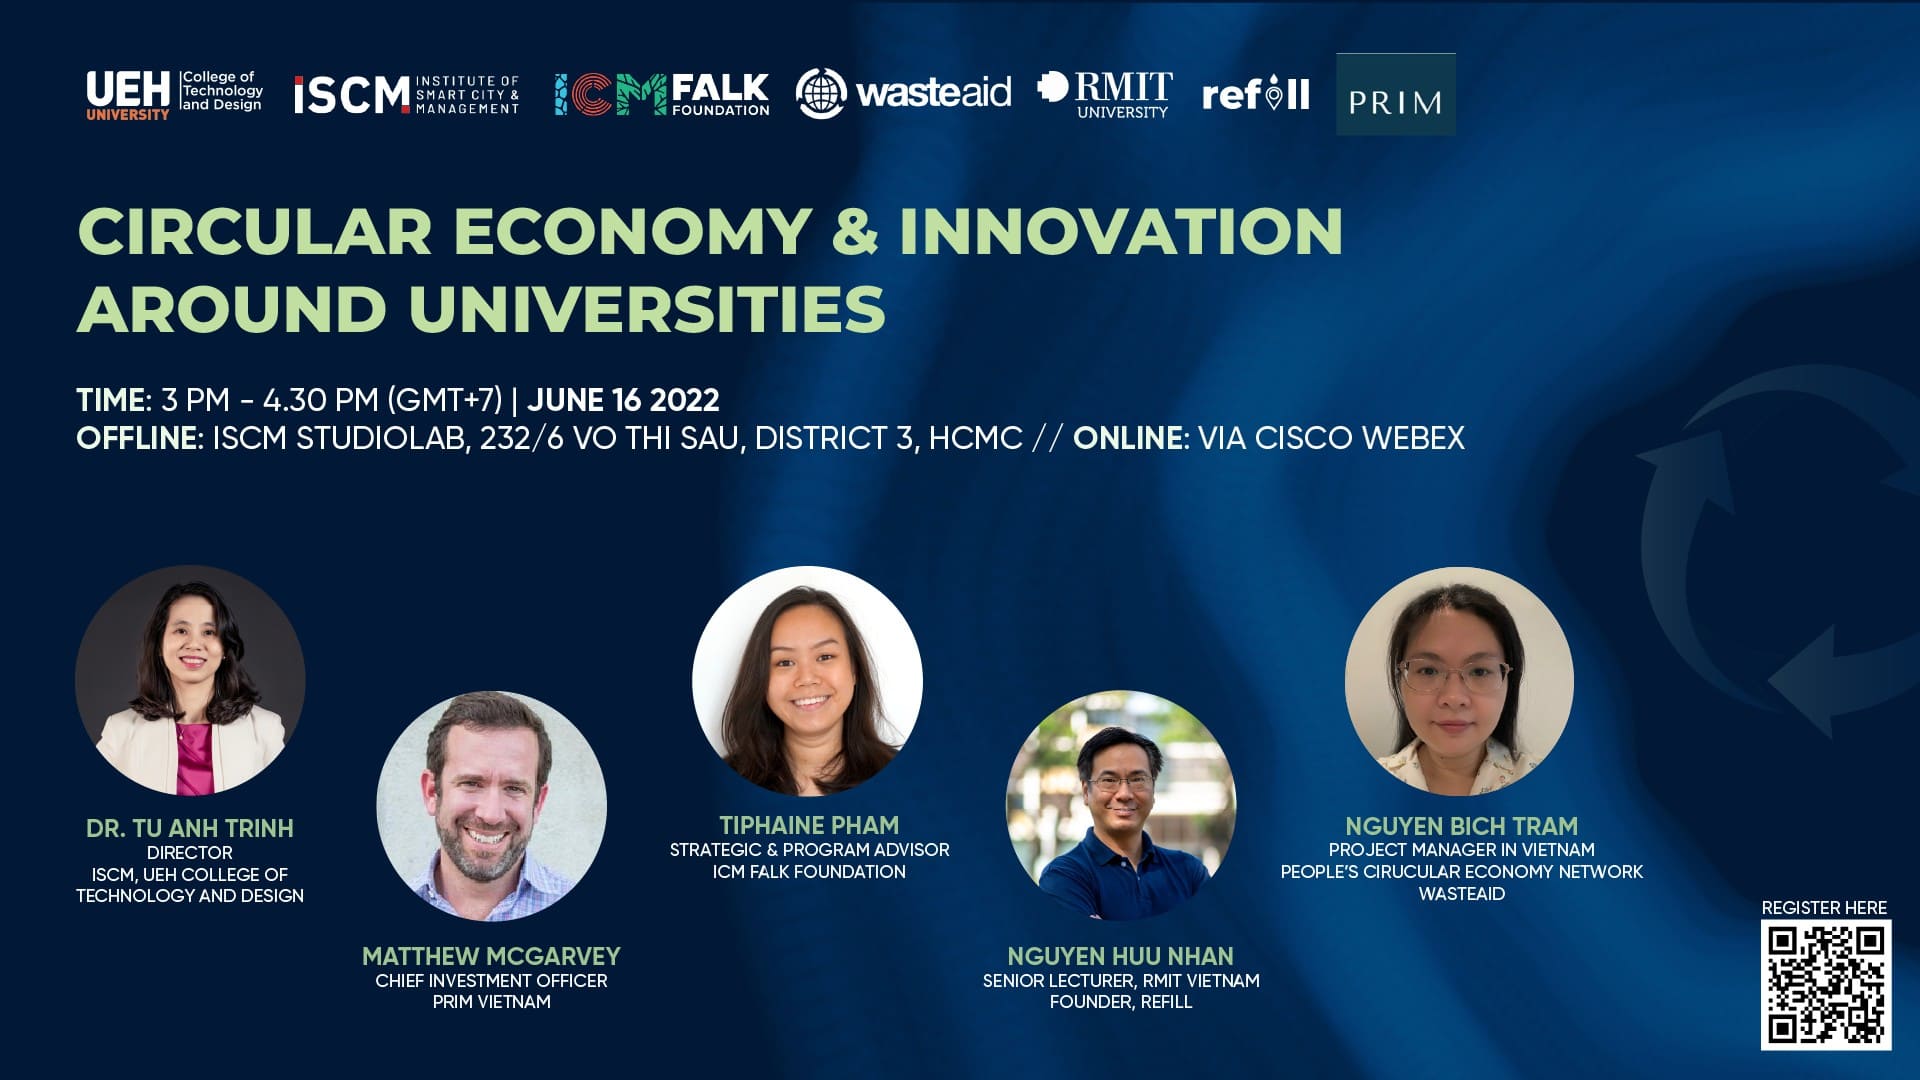 UEH UNIVERSITY College of Technology and Design
ISCM INSTITUTE OF SMART CITY & MANAGEMENT
ICM FALK FOUNDATION
wasteaid
RMIT UNIVERSITY
refill
PRIM
CIRCULAR ECONOMY & INNOVATION
AROUND UNIVERSITIES
TIME: 3 PM - 4.30 PM (GMT+7) | JUNE 16 2022
OFFLINE: ISCM STUDIOLAB, 232/6 VO THI SAU, DISTRICT 3, HCMC // ONLINE: VIA CISCO WEBEX
DR. TU ANH TRINH
DIRECTOR
ISCM, UEH COLLEGE OF
TECHNOLOGY AND DESIGN
MATTHEW MCGARVEY
CHIEF INVESTMENT OFFICER
PRIM VIETNAM
TIPHAINE PHAM
STRATEGIC & PROGRAM ADVISOR
ICM FALK FOUNDATION
NGUYEN HUU NHAN
SENIOR LECTURER, RMIT VIETNAM
FOUNDER, REFILL
NGUYEN BICH TRAM
PROJECT MANAGER IN VIETNAM
PEOPLE'S CIRUCULAR ECONOMY NETWORK
WASTEAID
REGISTER HERE